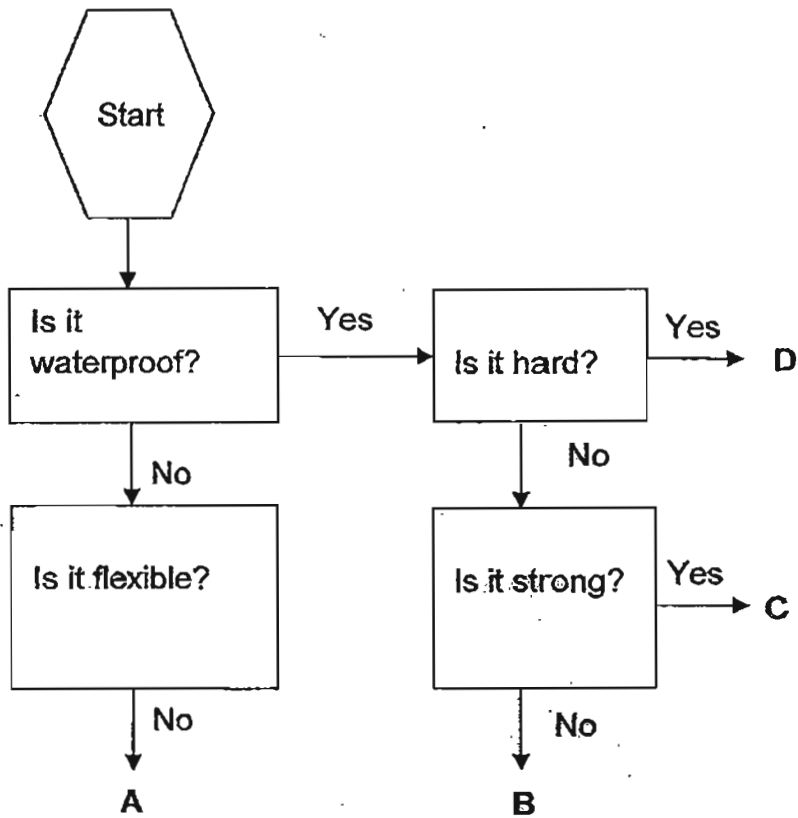 Start
Is it
waterproof?
Yes
Is it hard?
Yes
D
No
No
Is it flexible?
Is it strong?
Yes
C
No
No
A
B